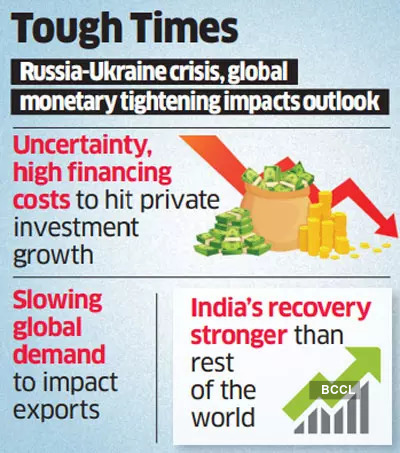 Tough Times
Russia-Ukraine crisis, global
monetary tightening impacts outlook
Uncertainty,
high financing
costs to hit private
investment
growth
Slowing
global
demand
to impact
exports
India's recovery
stronger than
rest
of the
world
BCCL